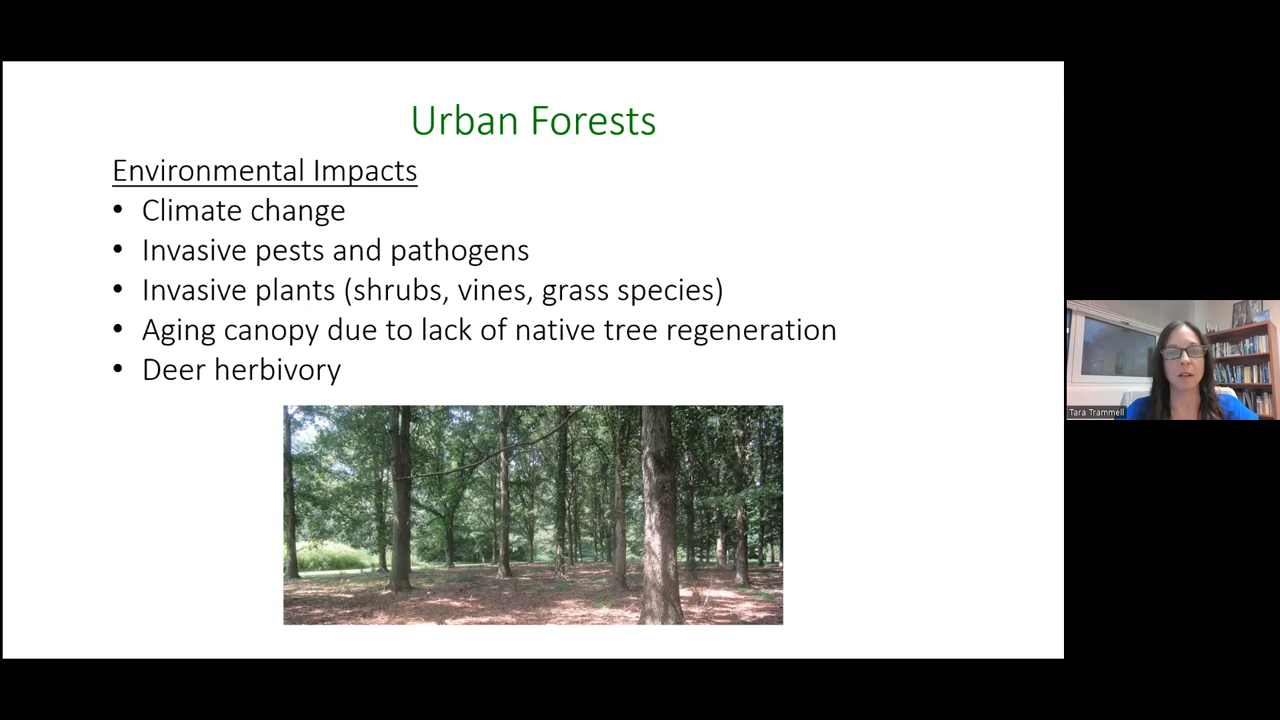 Urban Forests
Environmental Impacts
• Climate change
• Invasive pests and pathogens
• Invasive plants (shrubs, vines, grass species)
• Aging canopy due to lack of native tree regeneration
• Deer herbivory
Tara Trammell